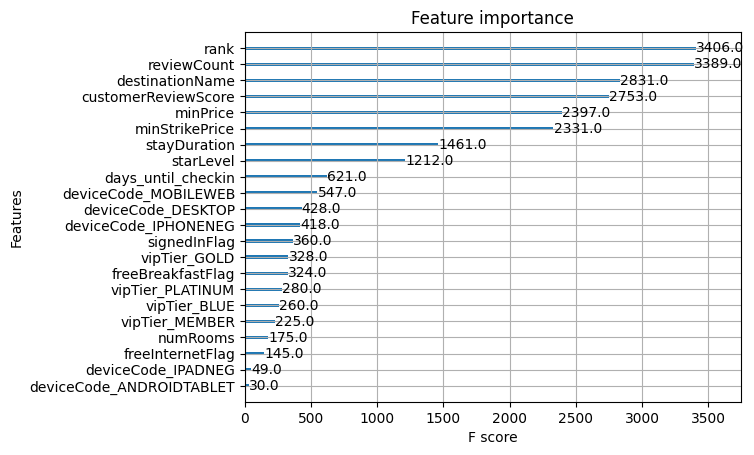 Feature importance
rank 3406.0
reviewCount 3389.0
destinationName 2831.0
customerReviewScore 2753.0
minPrice 2397.0
minStrikePrice 2331.0
stayDuration 1461.0
starLevel 1212.0
days_until_checkin 621.0
deviceCode_MOBILEWEB 547.0
deviceCode_DESKTOP 428.0
deviceCode_IPHONENEG 418.0
signedInFlag 360.0
vipTier_GOLD 328.0
freeBreakfastFlag 324.0
vipTier_PLATINUM 280.0
vipTier_BLUE 260.0
vipTier_MEMBER 225.0
numRooms 175.0
freeInternetFlag 145.0
deviceCode_IPADNEG 49.0
deviceCode_ANDROIDTABLET 30.0
Features
0 500 1000 1500 2000 2500 3000 3500
F score